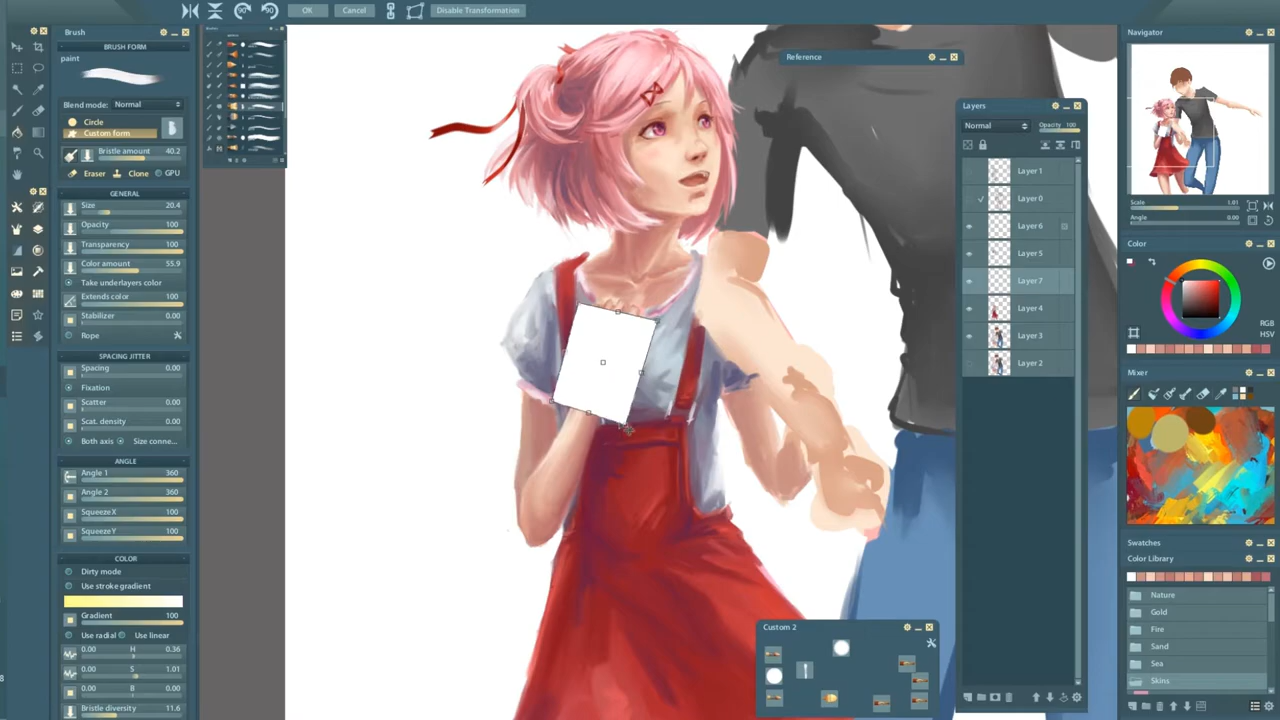 OK
Cancel
Disable Transformation
Brush
BRUSH FORM
paint
Blend mode: Normal
Circle
Custom form
Bristle amount 40.2
Eraser Clone GPU
GENERAL
Size 20.4
Opacity 100
Transparency 100
Color amount 55.9
Take underlayers color
Extends color 100
Stabilizer 0.00
Rope
SPACING JITTER
Spacing 0.00
Fixation
Scatter 0.00
Scat. density 0.00
Both axis Size conne...
ANGLE
Angle 1 360
Angle 2 360
SqueezeX 100
SqueezeY 100
COLOR
Dirty mode
Use stroke gradient
Gradient 100
Use radial Use linear
0.00 H 0.36
0.00 S 1.01
0.00 B 0.00
Bristle diversity 11.6
Reference
Custom 2
Layers
Normal Opacity 100
Layer 1
Layer 0
Layer 6
Layer 5
Layer 7
Layer 4
Layer 3
Layer 2
Navigator
Scale 1.01
Angle 0.00
Color
RGB
HSV
Mixer
Swatches
Color Library
Nature
Gold
Fire
Sand
Sea
Skins